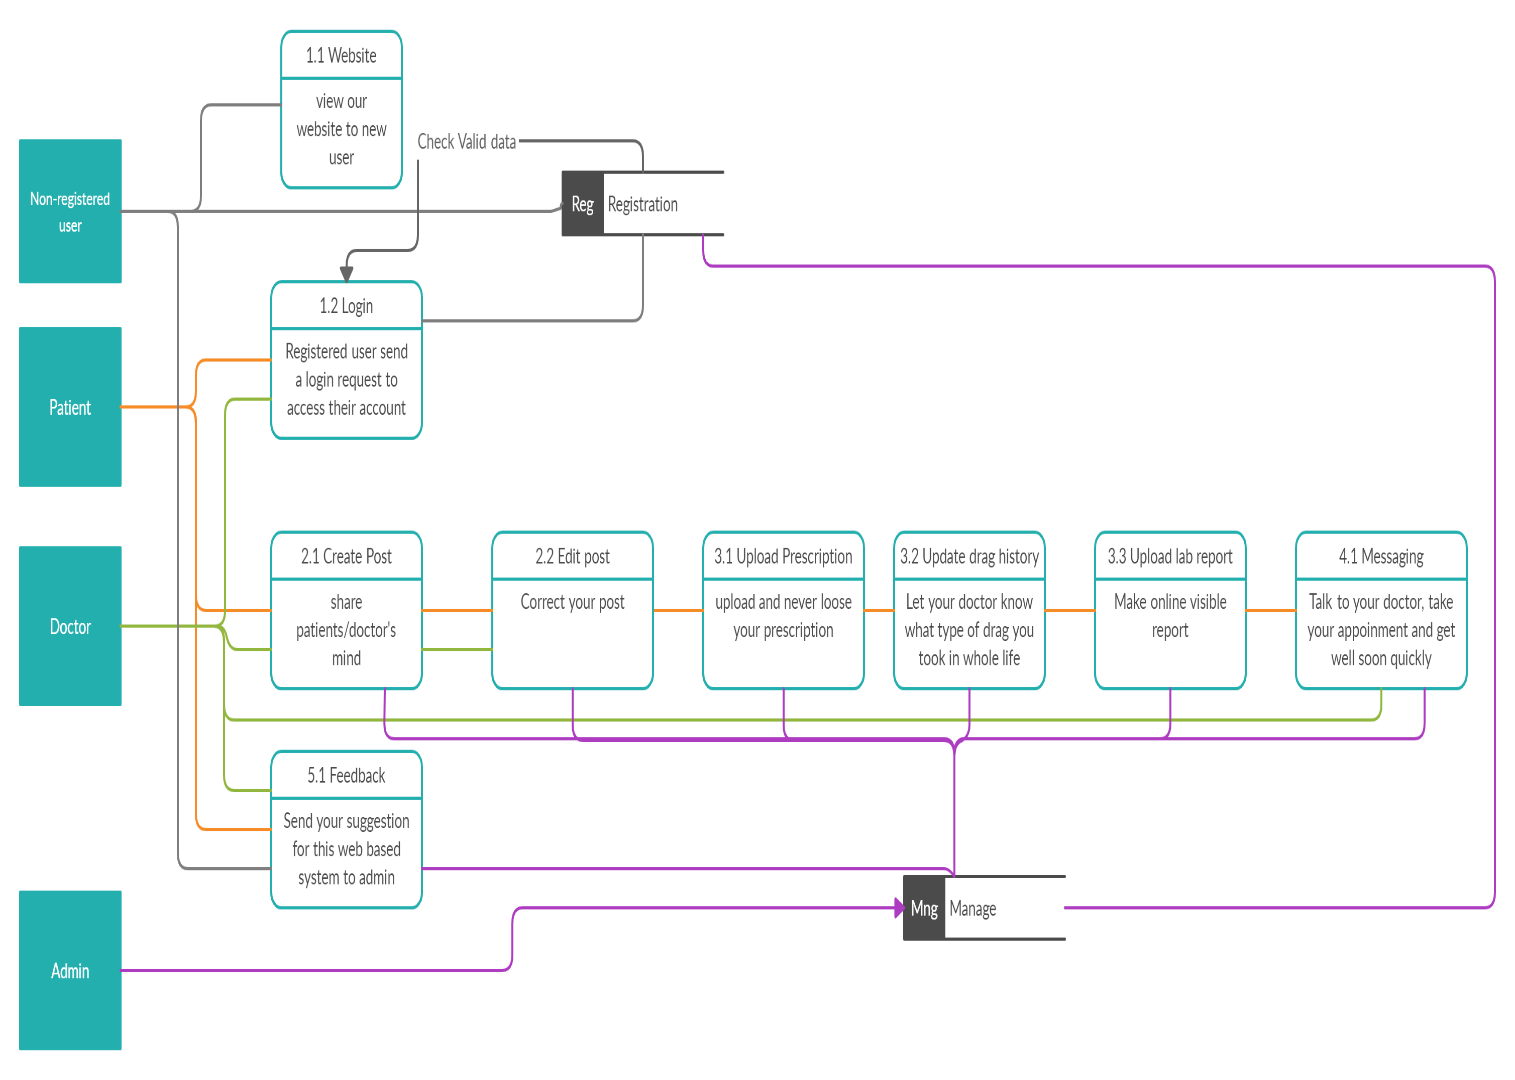 1.1 Website
view our
website to new
user
Check Valid data
Non-registered
user
Reg
Registration
1.2 Login
Registered user send
a login request to
access their account
Patient
Doctor
2.1 Create Post
share
patients/doctor's
mind
2.2 Edit post
Correct your post
3.1 Upload Prescription
upload and never loose
your prescription
3.2 Update drag history
Let your doctor know
what type of drag you
took in whole life
3.3 Upload lab report
Make online visible
report
4.1 Messaging
Talk to your doctor, take
your appoinment and get
well soon quickly
5.1 Feedback
Send your suggestion
for this web based
system to admin
Mng
Manage
Admin